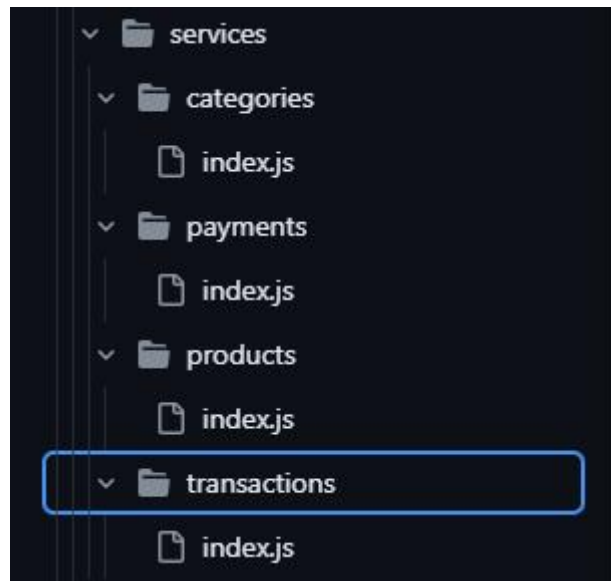 services
categories
index.js
payments
index.js
products
index.js
transactions
index.js